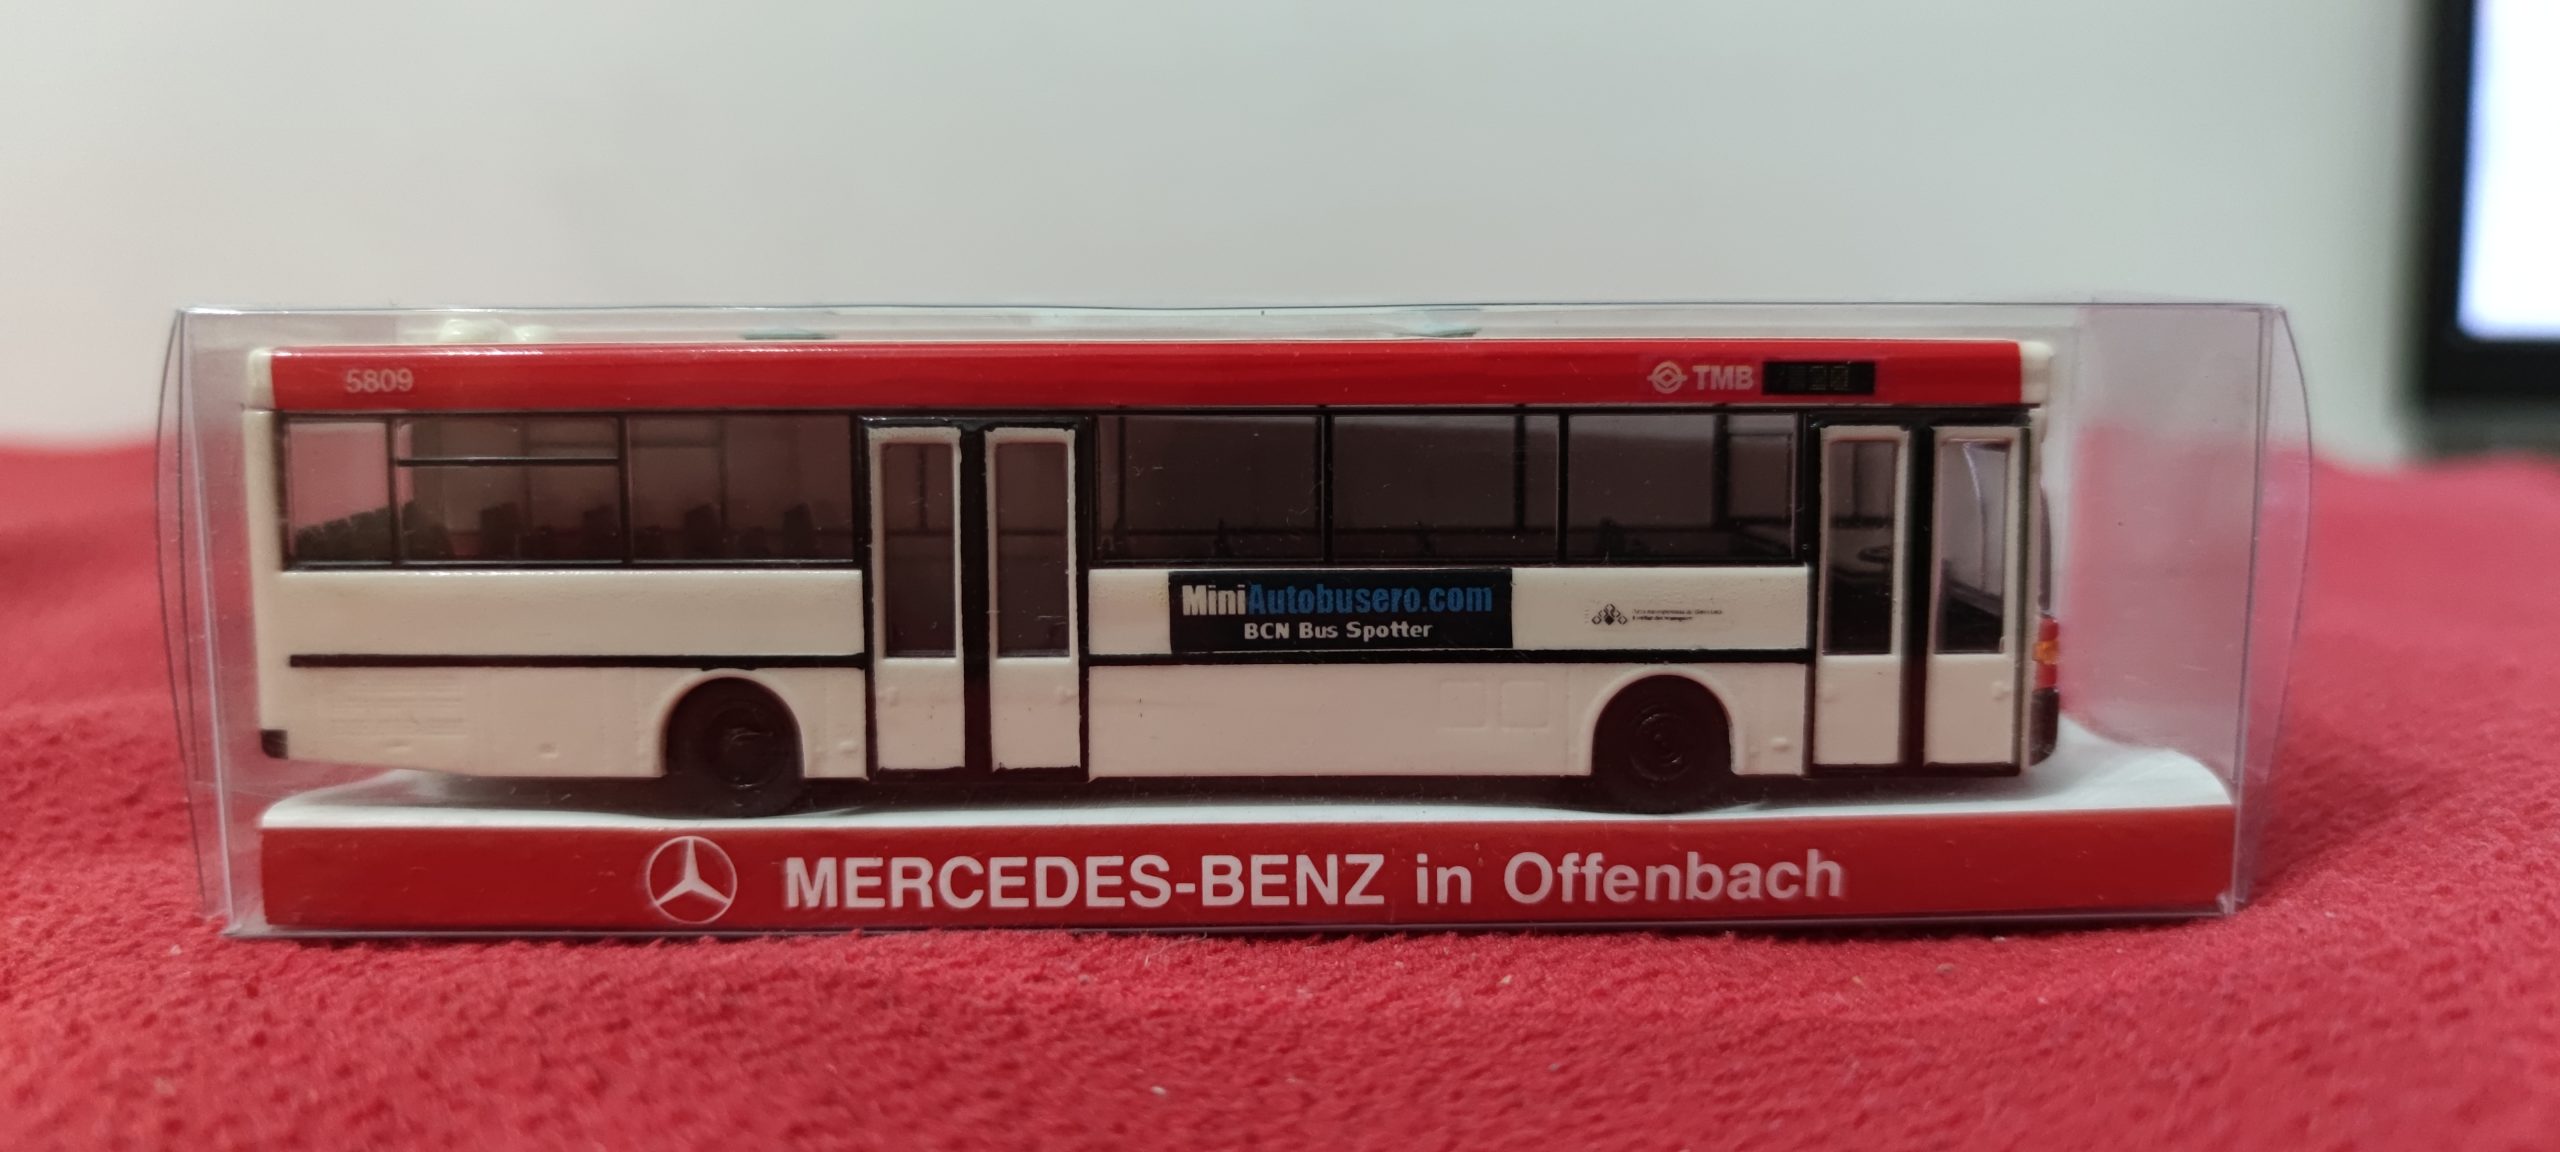 5809
TMB
MiniAutobusero.com
BCN Bus Spotter
MERCEDES-BENZ in Offenbach